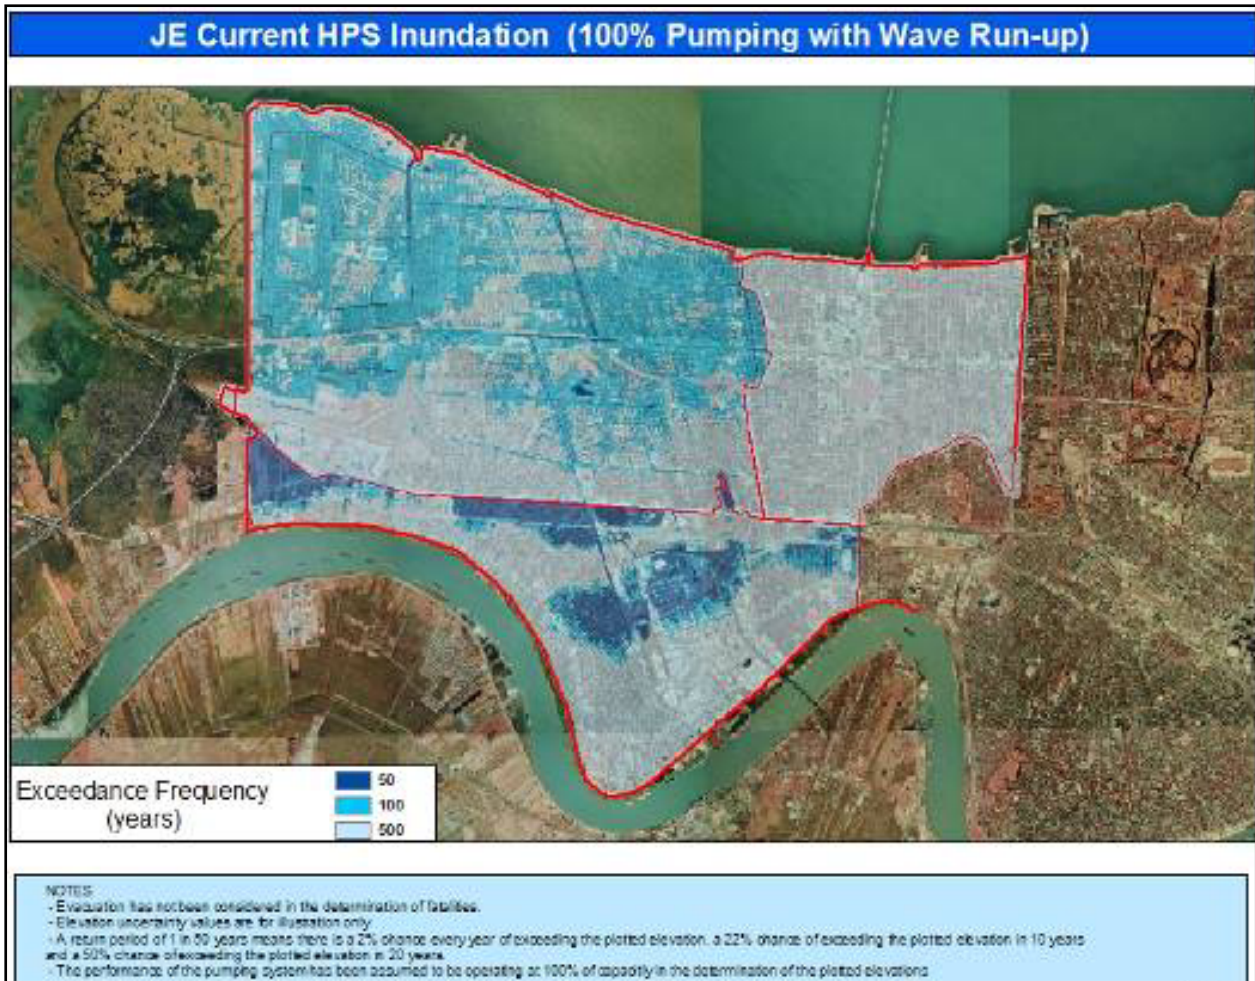 JE Current HPS Inundation (100% Pumping with Wave Run-up)
Exceedance Frequency
(years)
50
100
500
NOTES
- Evacuation has not been considered in the determination of fatalities.
- Elevation uncertainty values are for illustration only
- A return period of 1 in 50 years means there is a 2% chance every year of exceeding the plotted elevation, a 22% chance of exceeding the plotted elevation in 10 years
and a 50% chance of exceeding the plotted elevation in 20 years.
- The performance of the pumping system has been assumed to be operating at 100% of capacity in the determination of the plotted elevations